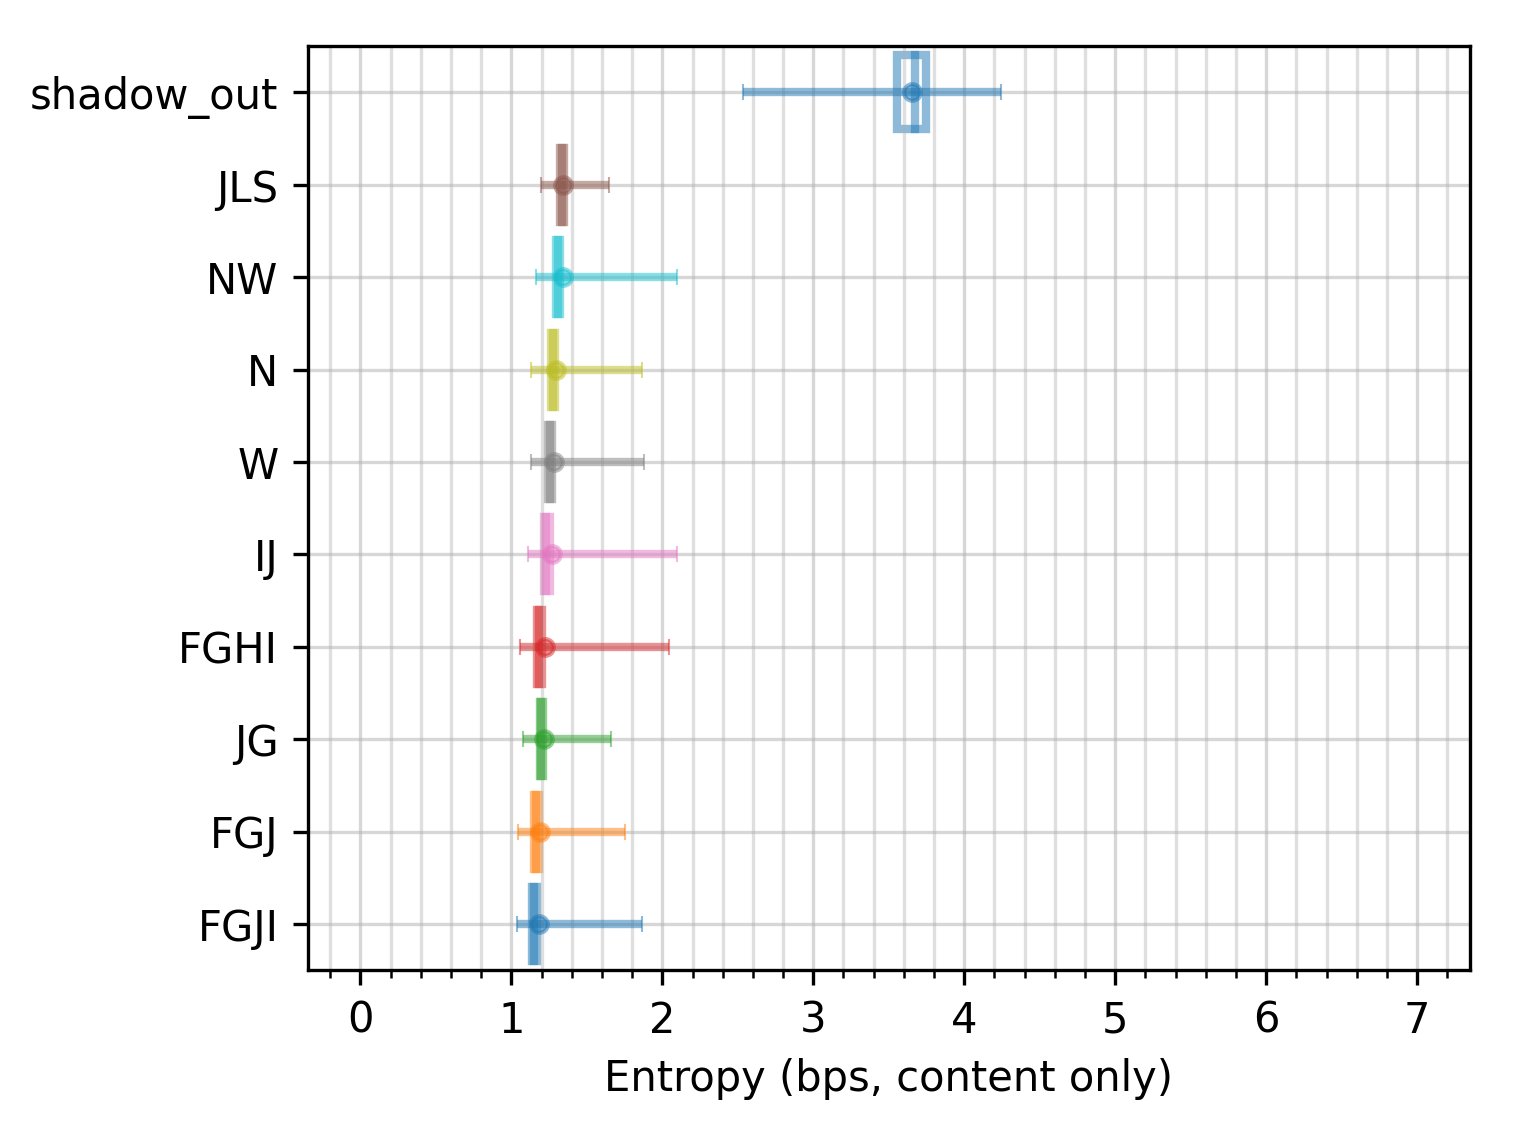 shadow_out
JLS
NW
N
W
IJ
FGHI
JG
FGJ
FGJI
0 1 2 3 4 5 6 7
Entropy (bps, content only)